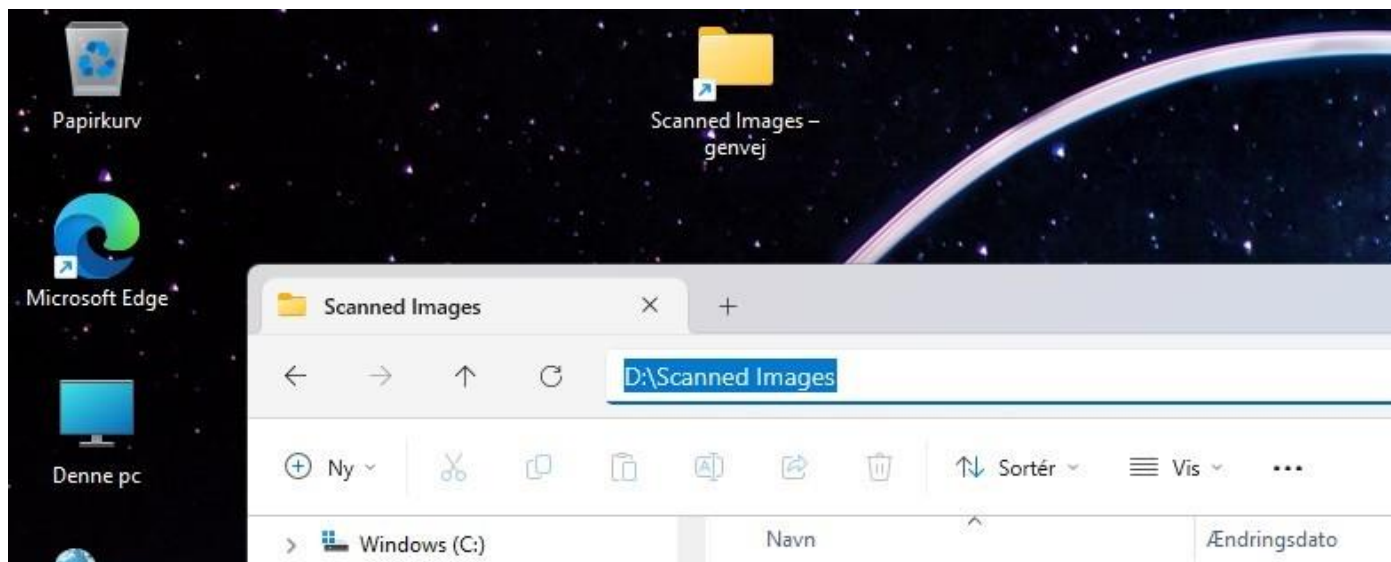 Papirkurv
Scanned Images –
genvej
Microsoft Edge
Scanned Images
D:\Scanned Images
Denne pc
Ny
Sortér
Vis
Windows (C:)
Navn
Ændringsdato